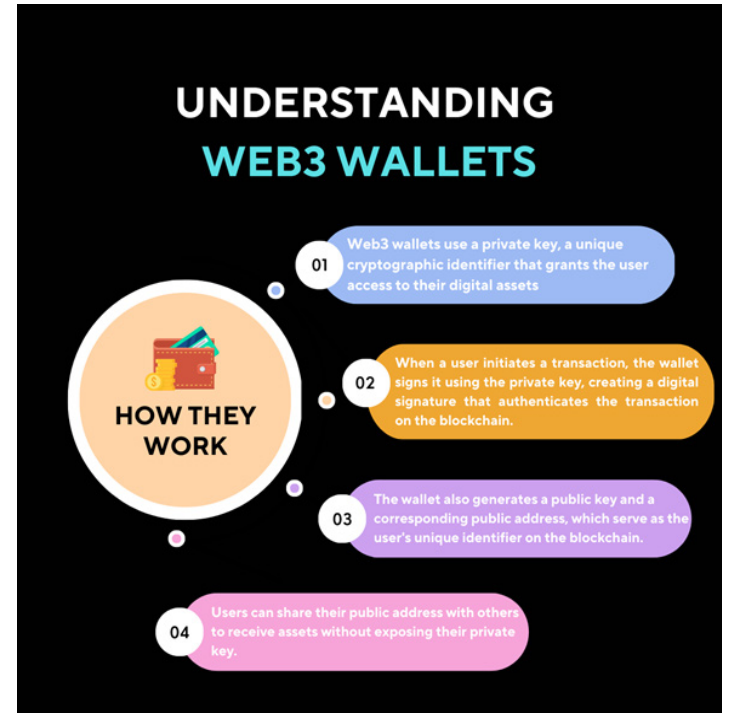 UNDERSTANDING
WEB3 WALLETS
HOW THEY
WORK
01
Web3 wallets use a private key, a unique
cryptographic identifier that grants the user
access to their digital assets
02
When a user initiates a transaction, the wallet
signs it using the private key, creating a digital
signature that authenticates the transaction
on the blockchain.
03
The wallet also generates a public key and a
corresponding public address, which serve as the
user's unique identifier on the blockchain.
04
Users can share their public address with others
to receive assets without exposing their private
key.